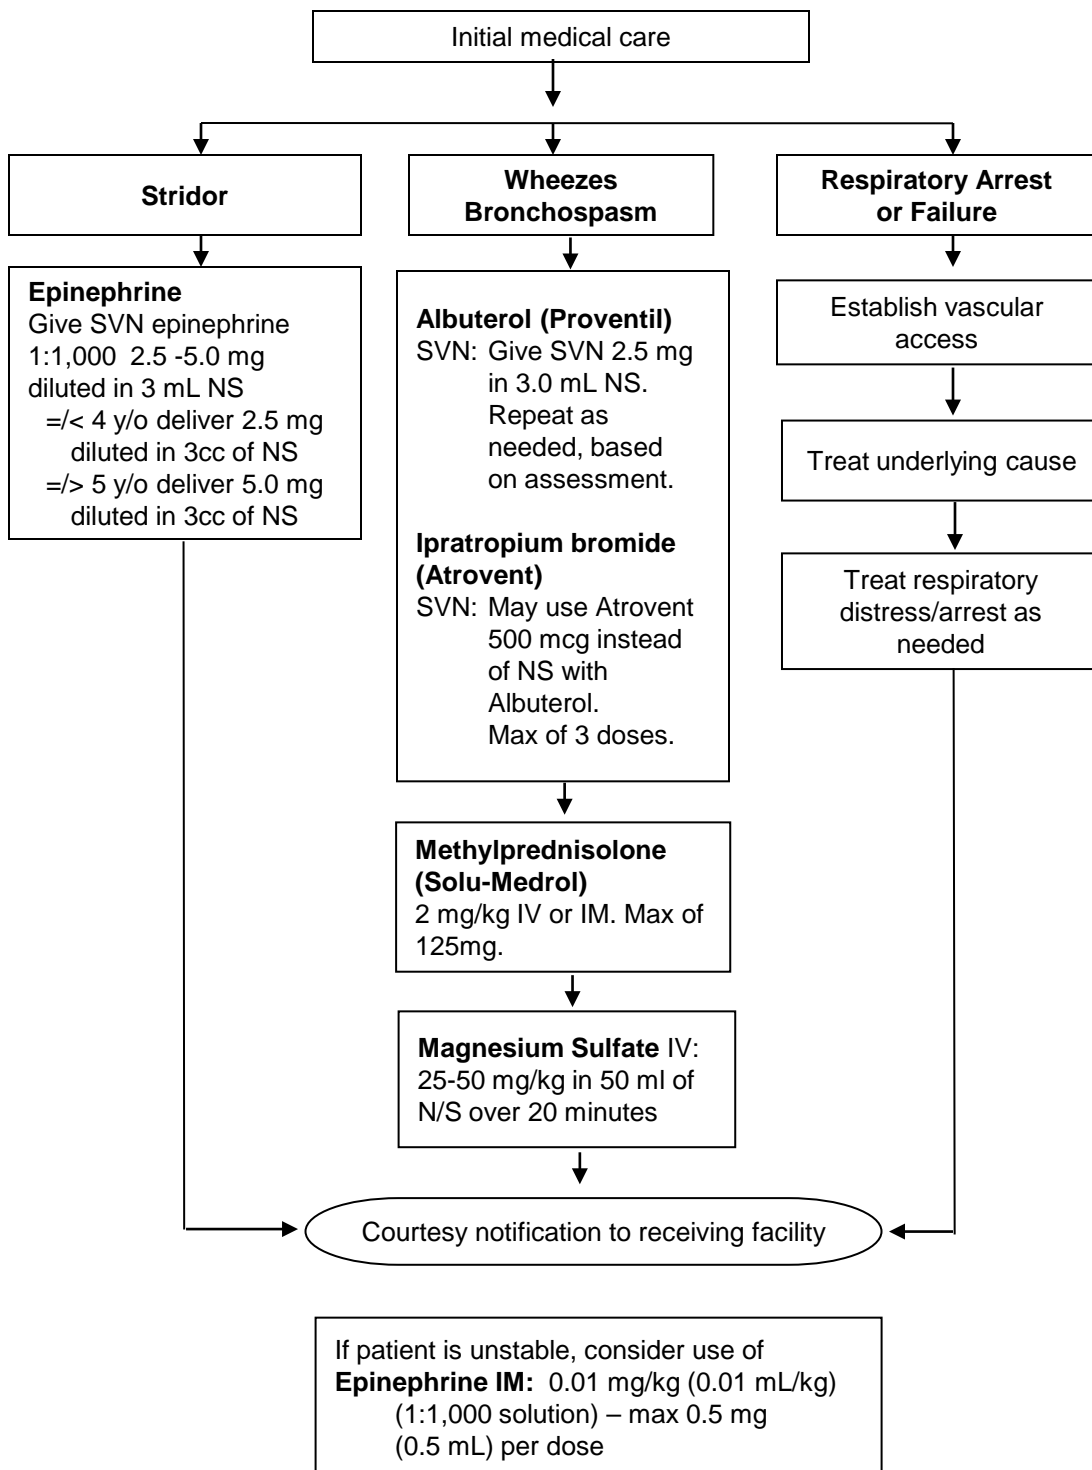 Initial medical care
Stridor
Wheezes
Bronchospasm
Respiratory Arrest
or Failure
Epinephrine
Give SVN epinephrine
1:1,000  2.5 -5.0 mg
diluted in 3 mL NS
=/< 4 y/o deliver 2.5 mg
diluted in 3cc of NS
=/> 5 y/o deliver 5.0 mg
diluted in 3cc of NS
Albuterol (Proventil)
SVN: Give SVN 2.5 mg
in 3.0 mL NS.
Repeat as
needed, based
on assessment.
Ipratropium bromide
(Atrovent)
SVN: May use Atrovent
500 mcg instead
of NS with
Albuterol.
Max of 3 doses.
Methylprednisolone
(Solu-Medrol)
2 mg/kg IV or IM. Max of
125mg.
Magnesium Sulfate IV:
25-50 mg/kg in 50 ml of
N/S over 20 minutes
Establish vascular
access
Treat underlying cause
Treat respiratory
distress/arrest as
needed
Courtesy notification to receiving facility
If patient is unstable, consider use of
Epinephrine IM:  0.01 mg/kg (0.01 mL/kg)
(1:1,000 solution) – max 0.5 mg
(0.5 mL) per dose